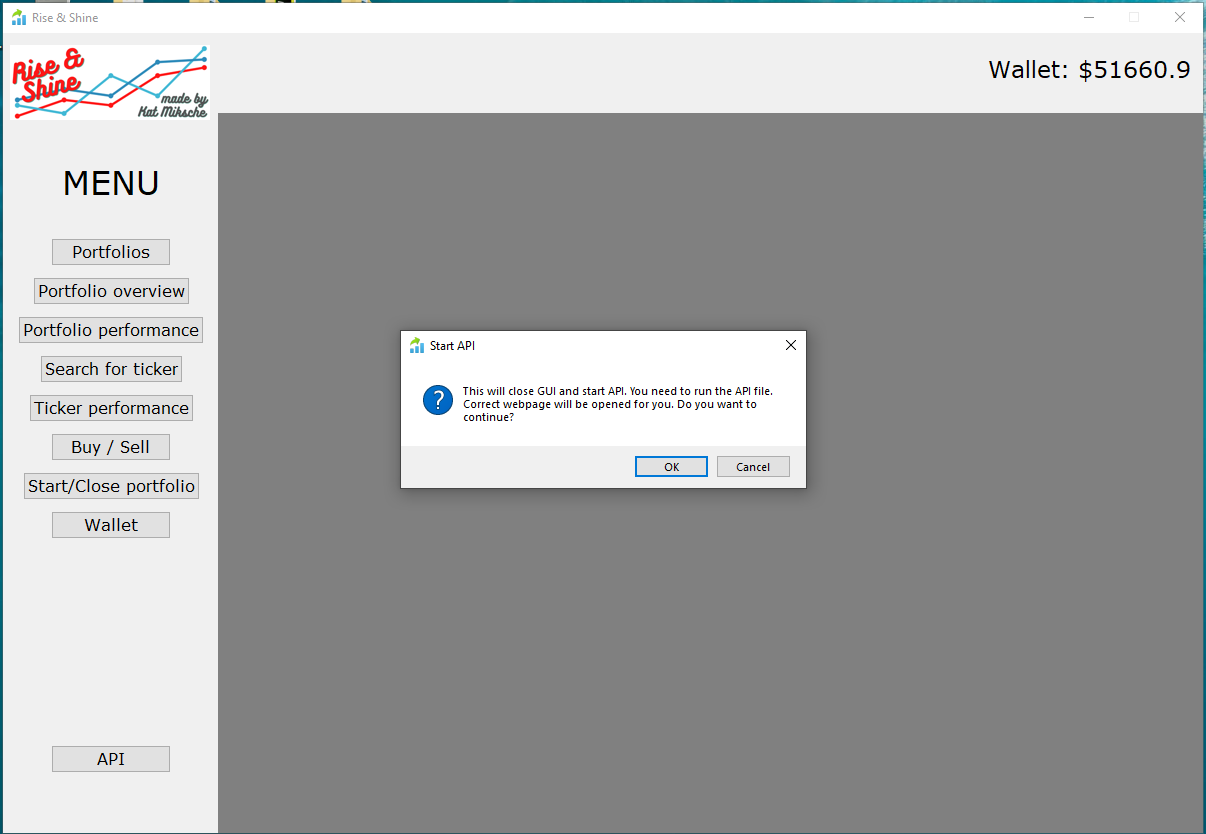 Rise & Shine
Rise &
Shine
made by
Kat Miksche
Wallet: $51660.9
MENU
Portfolios
Portfolio overview
Portfolio performance
Search for ticker
Ticker performance
Buy / Sell
Start/Close portfolio
Wallet
API
Start API
This will close GUI and start API. You need to run the API file.
Correct webpage will be opened for you. Do you want to
continue?
OK
Cancel